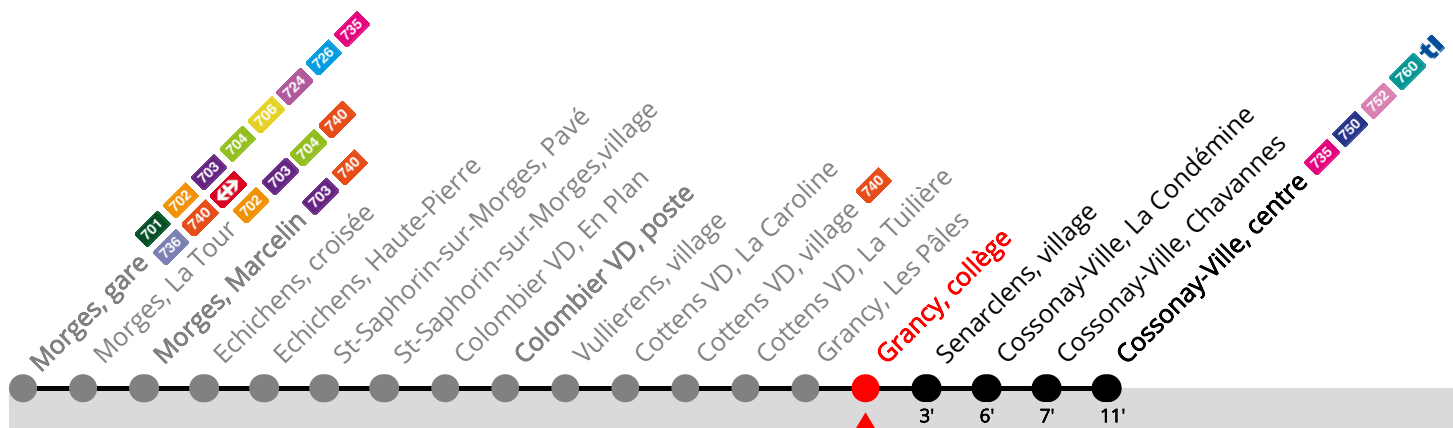 Morges, gare 701 702 703 704 706 724 726 735
736 740
Morges, La Tour 702 703 704 740
Morges, Marcelin 703 740
Echichens, croisée
Echichens, Haute-Pierre
St-Saphorin-sur-Morges, Pavé
St-Saphorin-sur-Morges,village
Colombier VD, En Plan
Colombier VD, poste
Vullierens, village
Cottens VD, La Caroline
Cottens VD, village 740
Cottens VD, La Tuilière
Grancy, Les Pâles
Grancy, collège
Senarclens, village
Cossonay-Ville, La Condémine
Cossonay-Ville, Chavannes
Cossonay-Ville, centre 735 750 752 760 tl
3' 6' 7' 11'